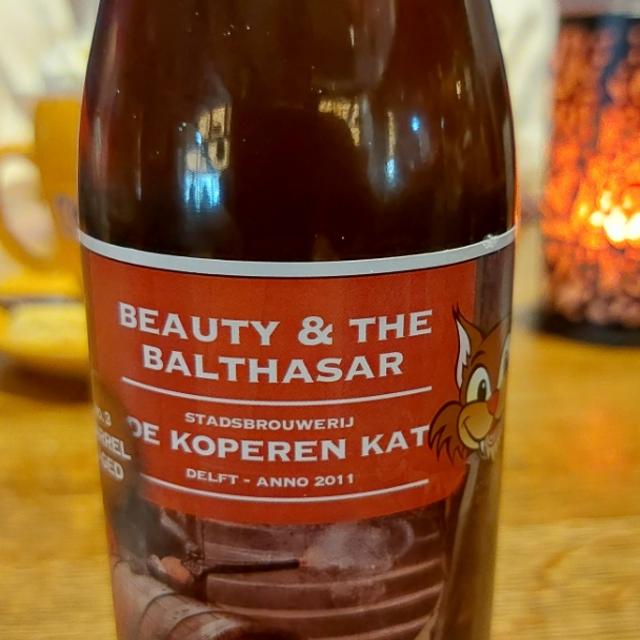 BEAUTY & THE
BALTHASAR
STADSBROUWERIJ
DE KOPEREN KAT
DELFT - ANNO 2011